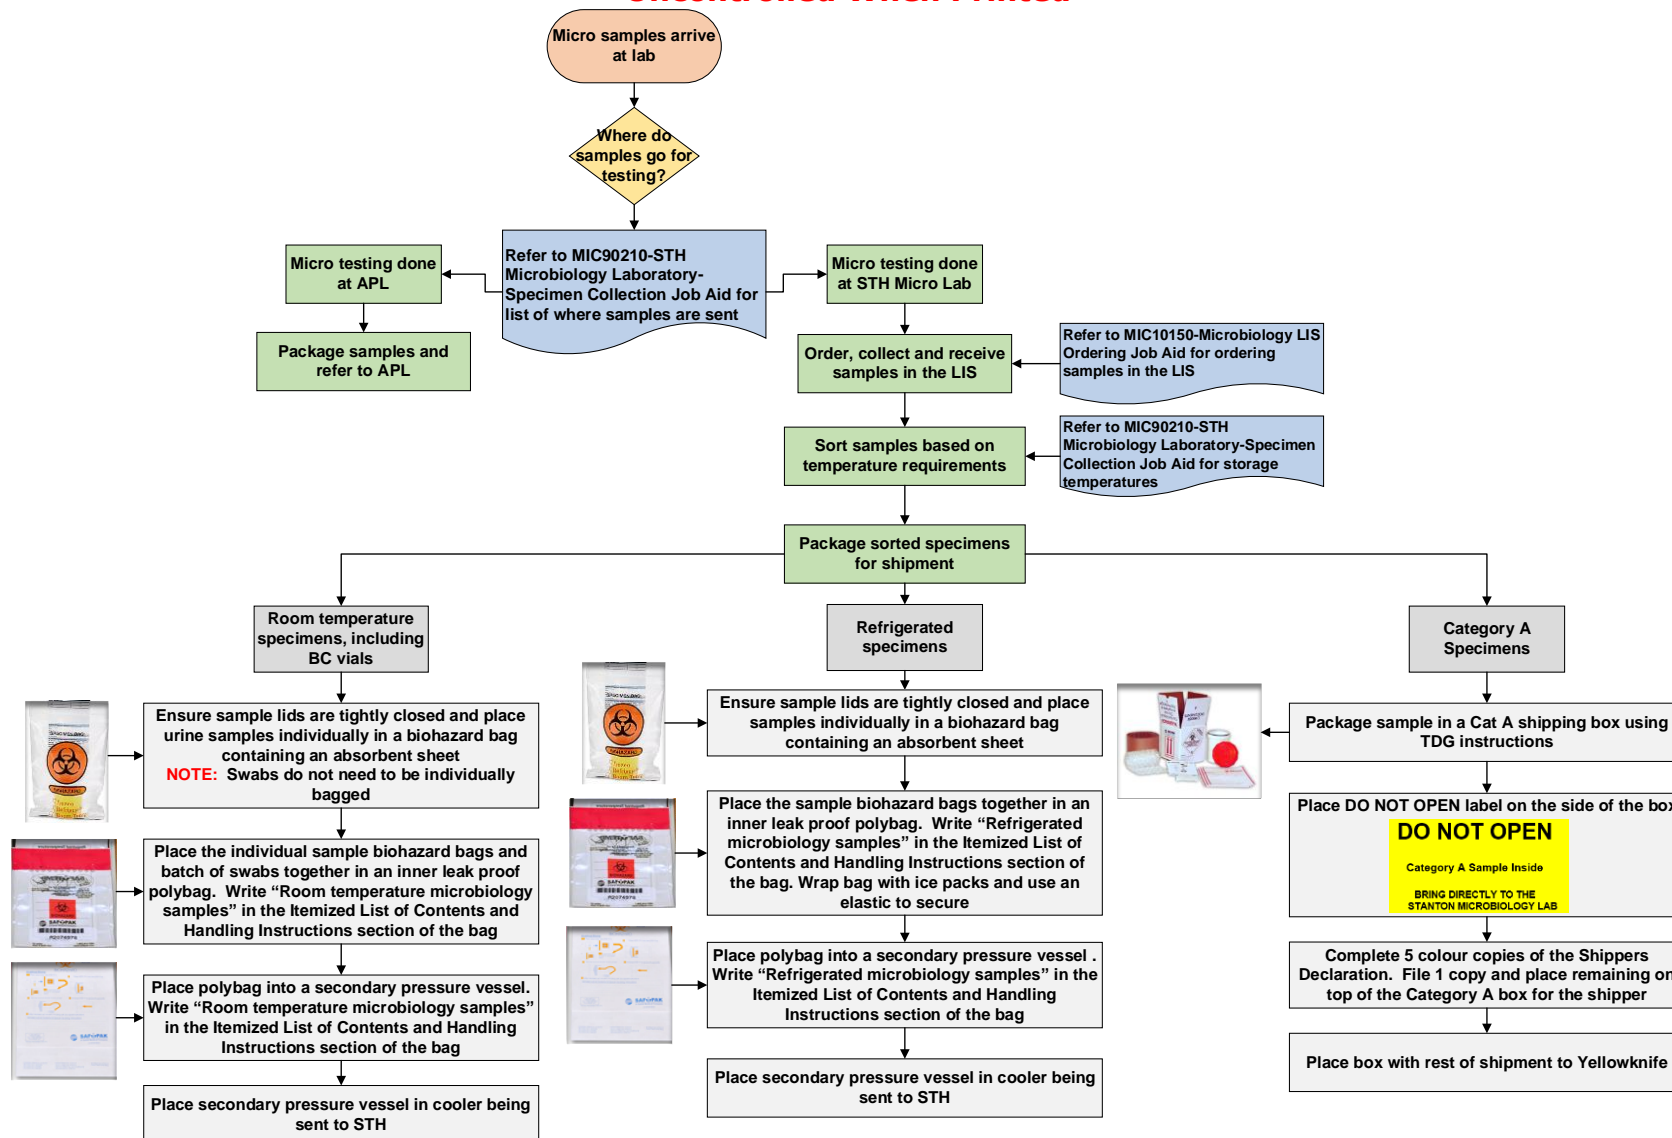 Uncontrolled When Printed
Micro samples arrive
at lab
Where do
samples go for
testing?
Refer to MIC90210-STH
Microbiology Laboratory-
Specimen Collection Job Aid for
list of where samples are sent
Micro testing done
at APL
Package samples and
refer to APL
Micro testing done
at STH Micro Lab
Order, collect and receive
samples in the LIS
Refer to MIC10150-Microbiology LIS
Ordering Job Aid for ordering
samples in the LIS
Sort samples based on
temperature requirements
Refer to MIC90210-STH
Microbiology Laboratory-Specimen
Collection Job Aid for storage
temperatures
Package sorted specimens
for shipment
Room temperature
specimens, including
BC vials
Ensure sample lids are tightly closed and place
urine samples individually in a biohazard bag
containing an absorbent sheet
NOTE: Swabs do not need to be individually
bagged
Place the individual sample biohazard bags and
batch of swabs together in an inner leak proof
polybag. Write “Room temperature microbiology
samples” in the Itemized List of Contents and
Handling Instructions section of the bag
Place polybag into a secondary pressure vessel.
Write “Room temperature microbiology samples”
in the Itemized List of Contents and Handling
Instructions section of the bag
Place secondary pressure vessel in cooler being
sent to STH
Refrigerated
specimens
Ensure sample lids are tightly closed and place
samples individually in a biohazard bag
containing an absorbent sheet
Place the sample biohazard bags together in an
inner leak proof polybag. Write “Refrigerated
microbiology samples” in the Itemized List of
Contents and Handling Instructions section of
the bag. Wrap bag with ice packs and use an
elastic to secure
Place polybag into a secondary pressure vessel .
Write “Refrigerated microbiology samples” in the
Itemized List of Contents and Handling
Instructions section of the bag
Place secondary pressure vessel in cooler being
sent to STH
Category A
Specimens
Package sample in a Cat A shipping box using
TDG instructions
Place DO NOT OPEN label on the side of the box
DO NOT OPEN
Category A Sample Inside
BRING DIRECTLY TO THE
STANTON MICROBIOLOGY LAB
Complete 5 colour copies of the Shippers
Declaration. File 1 copy and place remaining on
top of the Category A box for the shipper
Place box with rest of shipment to Yellowknife